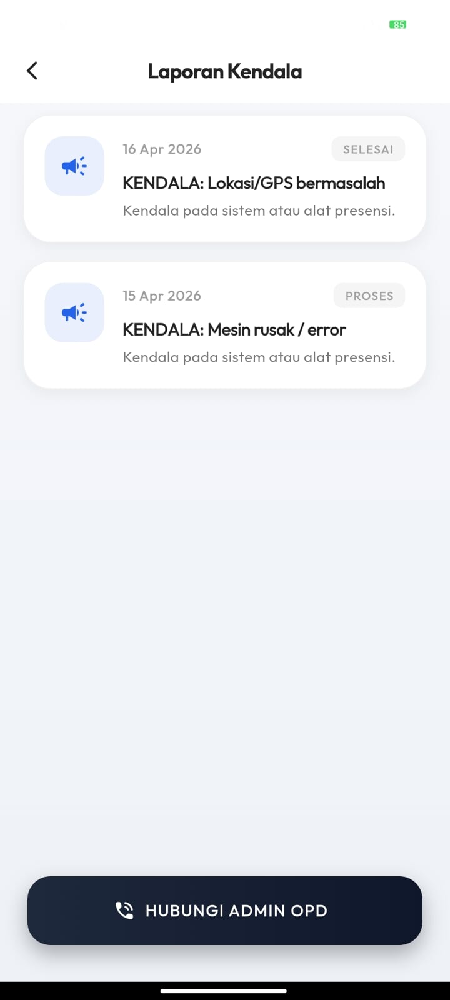 85
Laporan Kendala
16 Apr 2026
SELESAI
KENDALA: Lokasi/GPS bermasalah
Kendala pada sistem atau alat presensi.
15 Apr 2026
PROSES
KENDALA: Mesin rusak / error
Kendala pada sistem atau alat presensi.
HUBUNGI ADMIN OPD